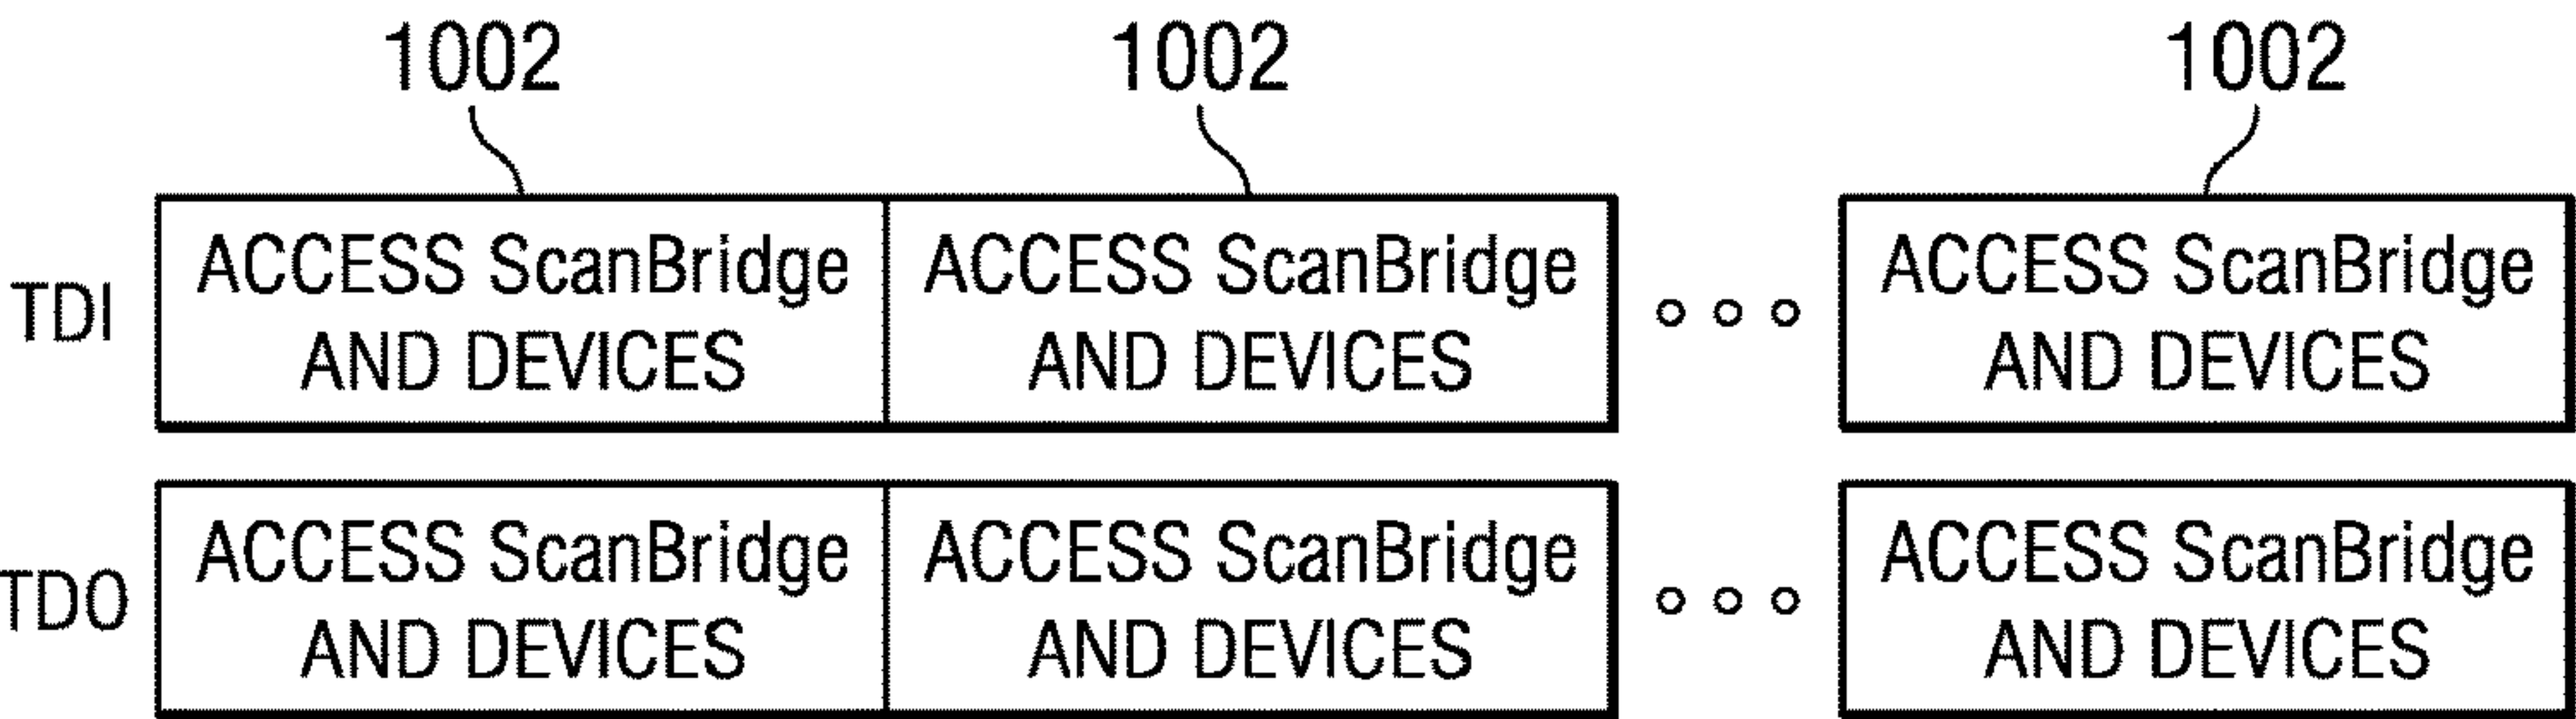 1002 1002 1002
ACCESS ScanBridge ACCESS ScanBridge ACCESS ScanBridge
TDI
AND DEVICES AND DEVICES AND DEVICES
ACCESS ScanBridge ACCESS ScanBridge ACCESS ScanBridge
TDO
AND DEVICES AND DEVICES AND DEVICES